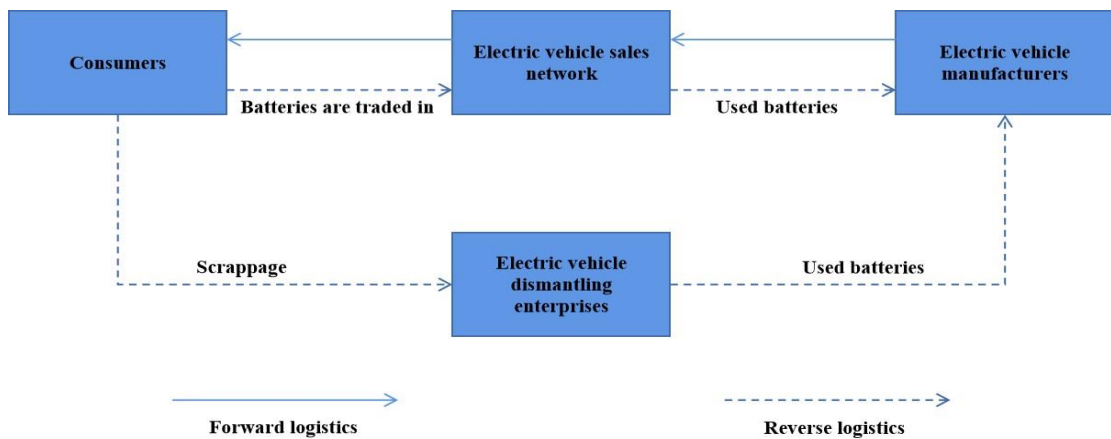 Consumers
Electric vehicle sales
network
Electric vehicle
manufacturers
Batteries are traded in
Used batteries
Scrappage
Electric vehicle
dismantling
enterprises
Used batteries
Forward logistics
Reverse logistics